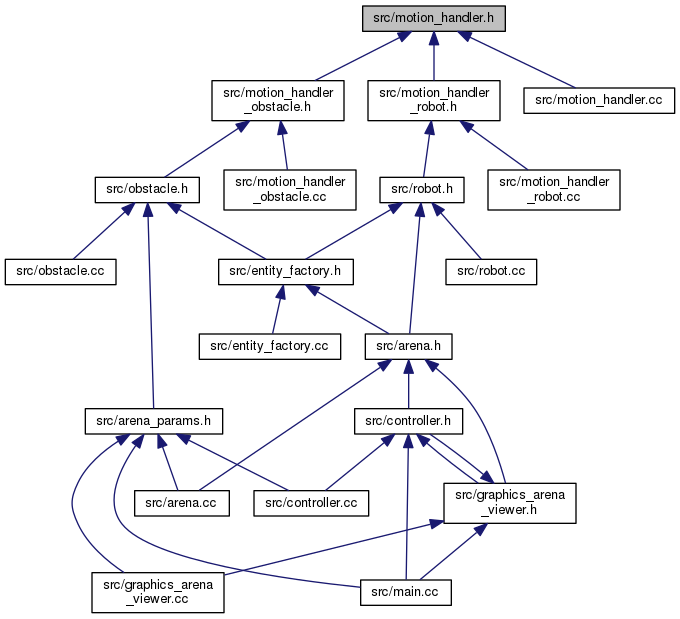 src/motion_handler.h
src/motion_handler
_obstacle.h
src/motion_handler
_robot.h
src/motion_handler.cc
src/obstacle.h
src/motion_handler
_obstacle.cc
src/robot.h
src/motion_handler
_robot.cc
src/obstacle.cc
src/entity_factory.h
src/robot.cc
src/entity_factory.cc
src/arena.h
src/arena_params.h
src/controller.h
src/arena.cc
src/controller.cc
src/graphics_arena
_viewer.h
src/graphics_arena
_viewer.cc
src/main.cc